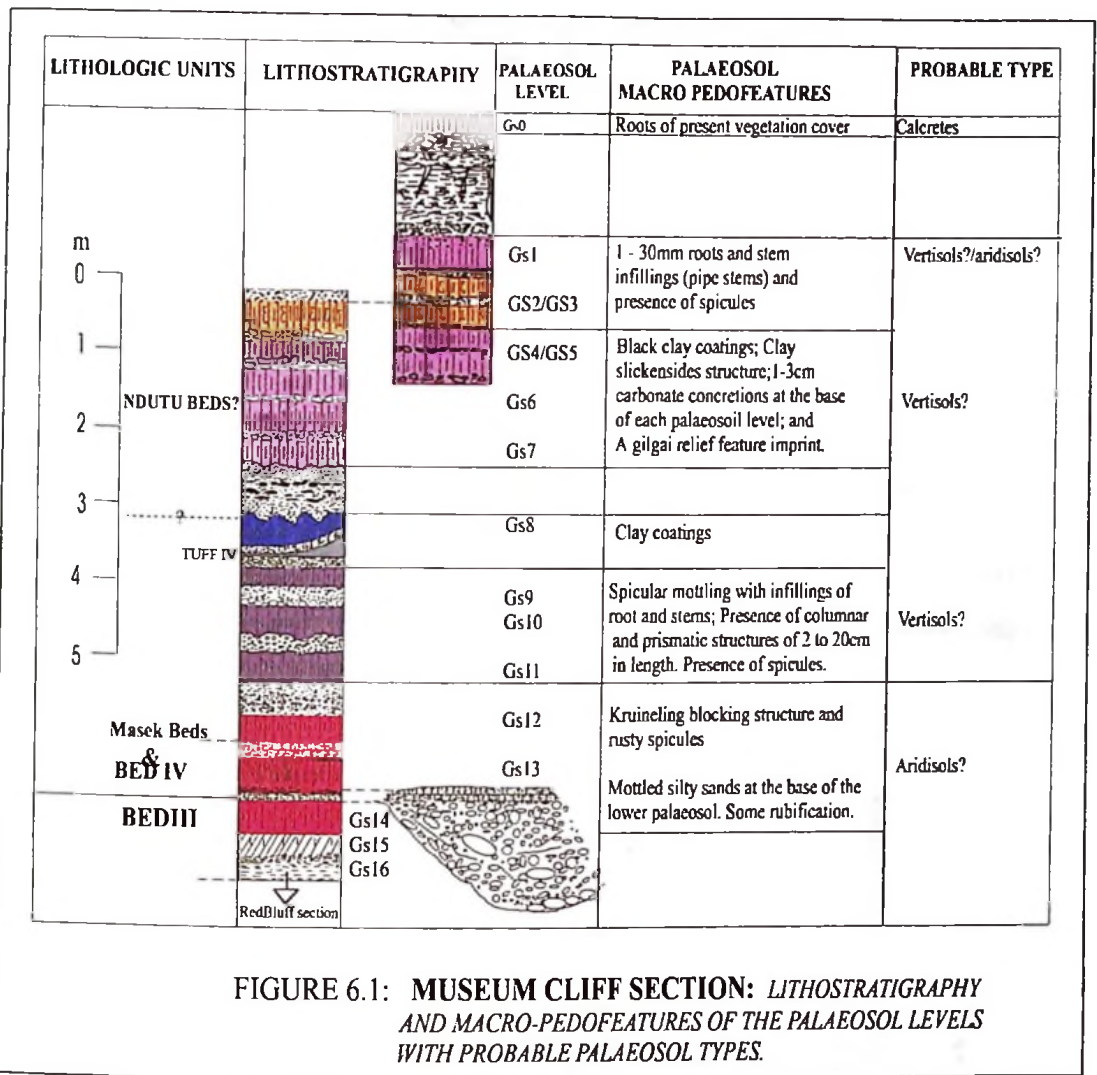 LITHOLOGIC UNITS
LITHOSTRATIGRAPHY
PALAEOSOL
LEVEL
PALAEOSOL
MACRO PEDOFEATURES
PROBABLE TYPE
Gs0
Roots of present vegetation cover
Calcretes
m
0
1
2
3
4
5
NDUTU BEDS?
?
TUFF IV
Masek Beds
&
BED IV
BEDIII
RedBluff section
Gs1
GS2/GS3
1 - 30mm roots and stem
infillings (pipe stems) and
presence of spicules
Vertisols?/aridisols?
GS4/GS5
Gs6
Gs7
Black clay coatings; Clay
slickensides structure;1-3cm
carbonate concretions at the base
of each palaeosoil level; and
A gilgai relief feature imprint.
Vertisols?
Gs8
Clay coatings
Gs9
Gs10
Gs11
Spicular mottling with infillings of
root and stems; Presence of columnar
and prismatic structures of 2 to 20cm
in length. Presence of spicules.
Vertisols?
Gs12
Gs13
Kruineling blocking structure and
rusty spicules
Mottled silty sands at the base of the
lower palaeosol. Some rubification.
Aridisols?
Gs14
Gs15
Gs16
FIGURE 6.1: MUSEUM CLIFF SECTION: LITHOSTRATIGRAPHY
AND MACRO-PEDOFEATURES OF THE PALAEOSOL LEVELS
WITH PROBABLE PALAEOSOL TYPES.